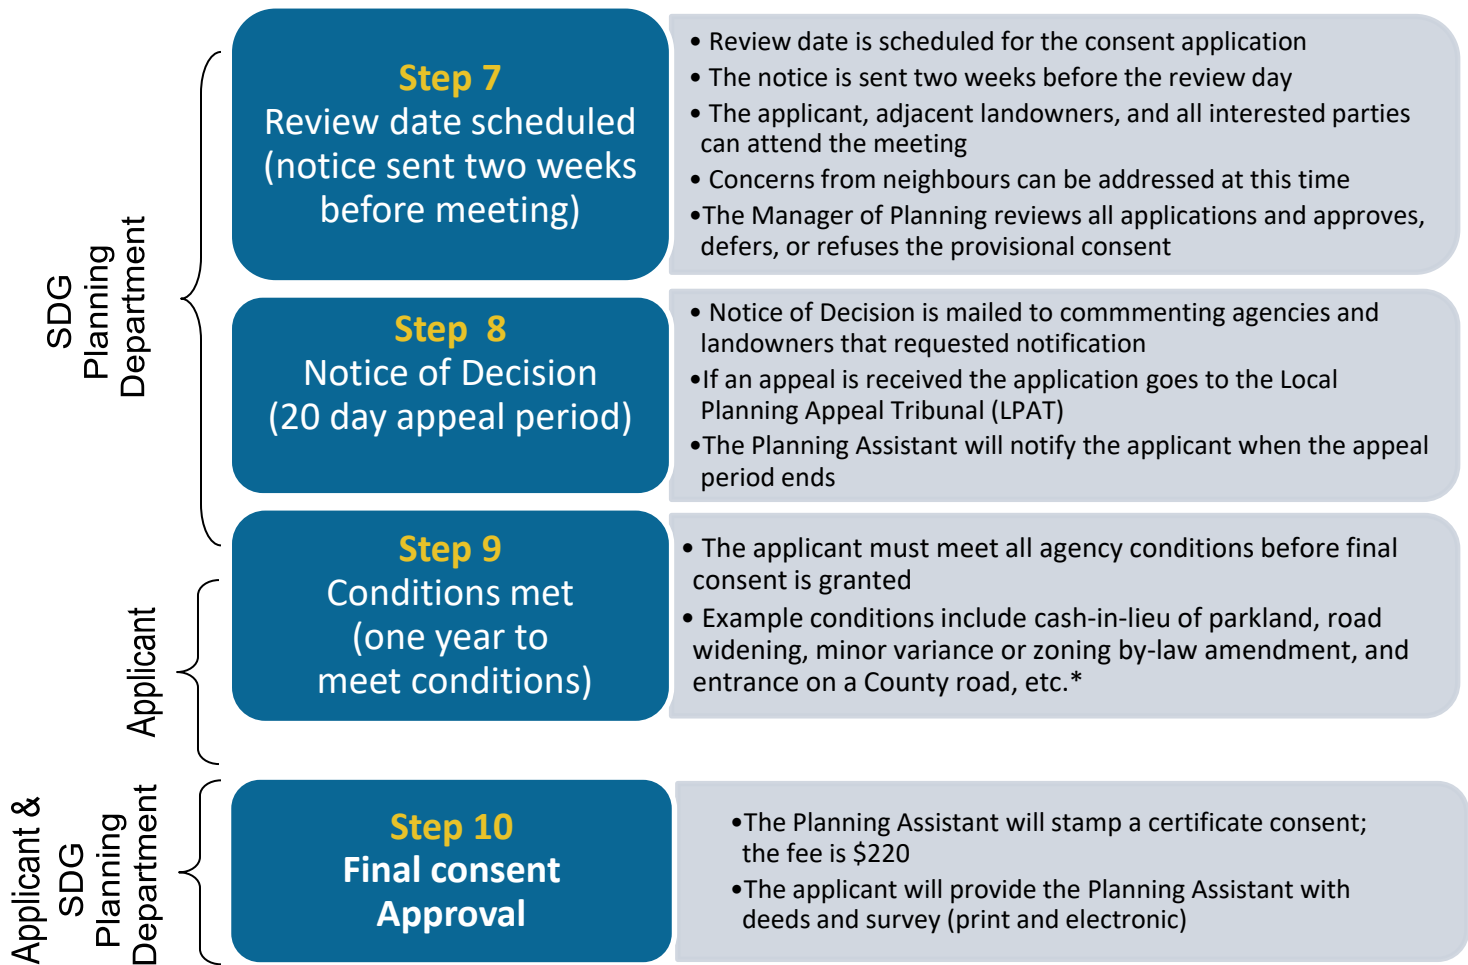 SDG
Planning
Department
Step 7
Review date scheduled
(notice sent two weeks
before meeting)
• Review date is scheduled for the consent application
• The notice is sent two weeks before the review day
• The applicant, adjacent landowners, and all interested parties
can attend the meeting
• Concerns from neighbours can be addressed at this time
•The Manager of Planning reviews all applications and approves,
defers, or refuses the provisional consent
Step 8
Notice of Decision
(20 day appeal period)
• Notice of Decision is mailed to commmenting agencies and
landowners that requested notification
•If an appeal is received the application goes to the Local
Planning Appeal Tribunal (LPAT)
•The Planning Assistant will notify the applicant when the appeal
period ends
Applicant
Step 9
Conditions met
(one year to
meet conditions)
• The applicant must meet all agency conditions before final
consent is granted
• Example conditions include cash-in-lieu of parkland, road
widening, minor variance or zoning by-law amendment, and
entrance on a County road, etc.*
Applicant &
SDG
Planning
Department
Step 10
Final consent
Approval
•The Planning Assistant will stamp a certificate consent;
the fee is $220
•The applicant will provide the Planning Assistant with
deeds and survey (print and electronic)